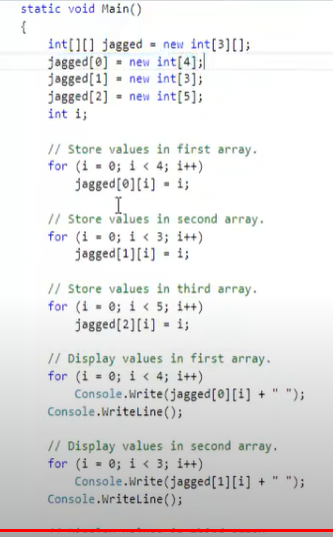 static void Main()
{
int[][] jagged = new int[3][];
jagged[0] = new int[4];
jagged[1] = new int[3];
jagged[2] = new int[5];
int i;
// Store values in first array.
for (i = 0; i < 4; i++)
jagged[0][i] = i;
// Store values in second array.
for (i = 0; i < 3; i++)
jagged[1][i] = i;
// Store values in third array.
for (i = 0; i < 5; i++)
jagged[2][i] = i;
// Display values in first array.
for (i = 0; i < 4; i++)
Console.Write(jagged[0][i] + " ");
Console.WriteLine();
// Display values in second array.
for (i = 0; i < 3; i++)
Console.Write(jagged[1][i] + " ");
Console.WriteLine();